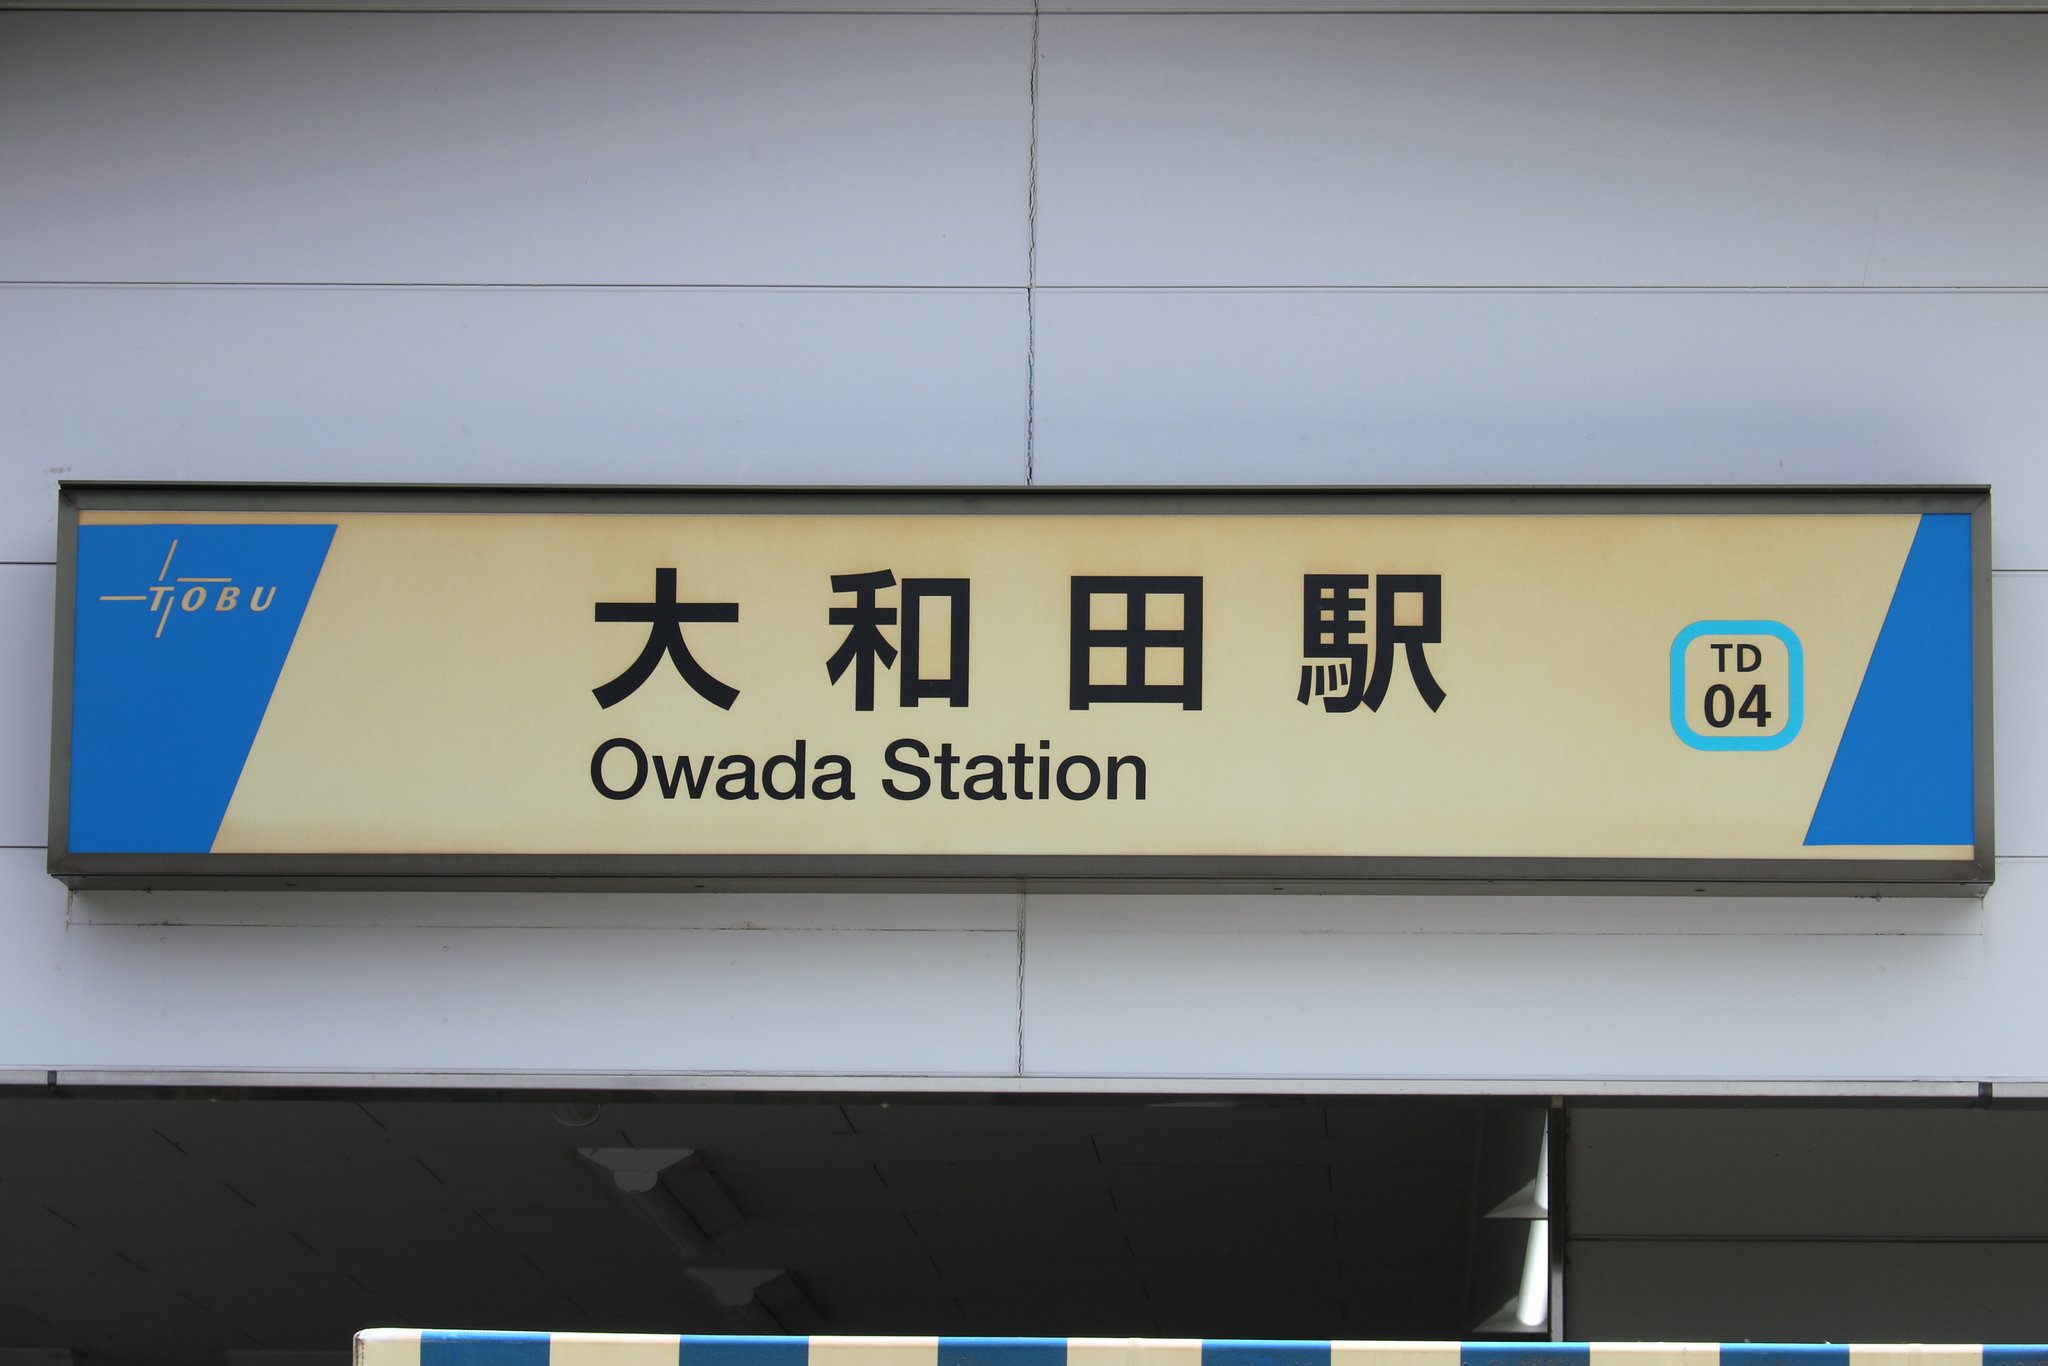 TOBU
大和田駅
Owada Station
TD
04